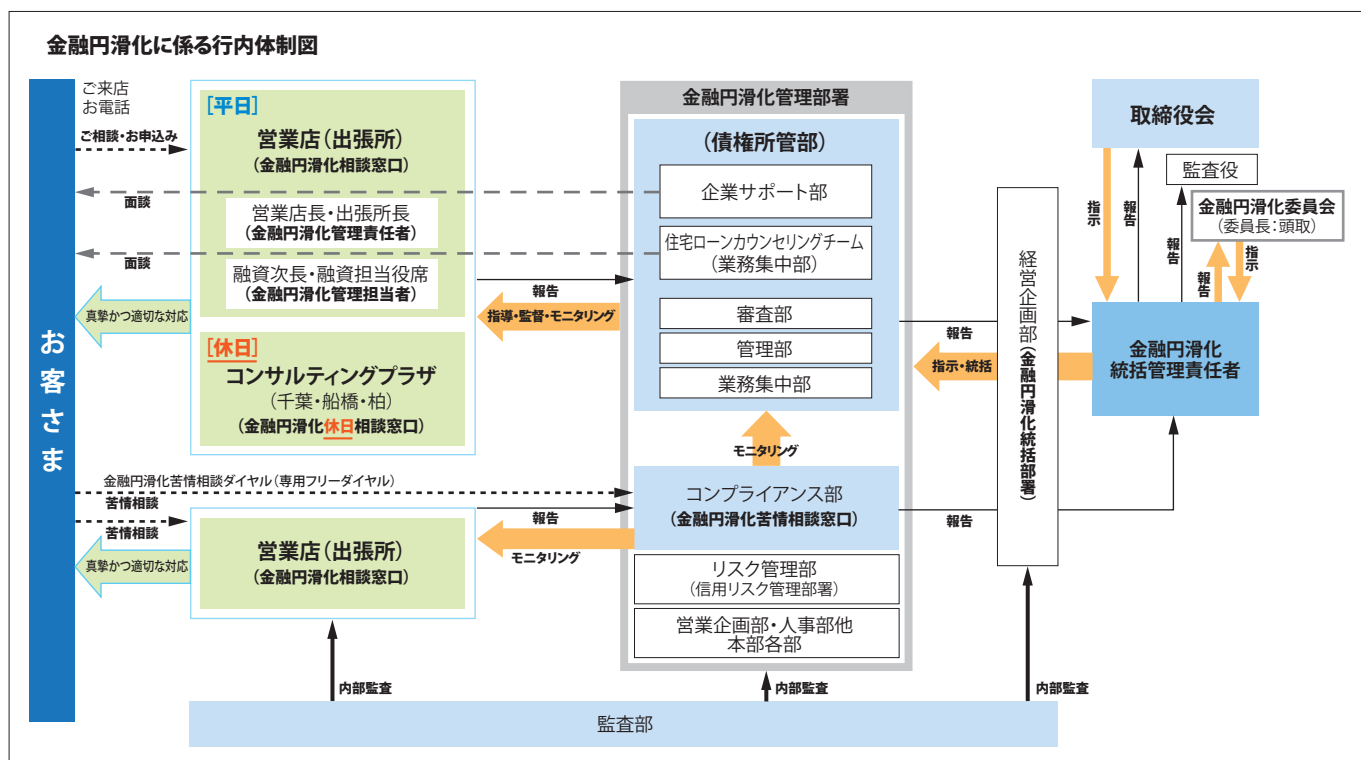 金融円滑化に係る行内体制図
お客さま
ご来店
お電話
ご相談・お申込み
面談
面談
真摯かつ適切な対応
[平日]
営業店(出張所)
(金融円滑化相談窓口)
営業店長・出張所長
(金融円滑化管理責任者)
融資次長・融資担当役席
(金融円滑化管理担当者)
[休日]
コンサルティングプラザ
(千葉・船橋・柏)
(金融円滑化休日相談窓口)
報告
指導・監督・モニタリング
金融円滑化苦情相談ダイヤル(専用フリーダイヤル)
苦情相談
苦情相談
真摯かつ適切な対応
営業店(出張所)
(金融円滑化相談窓口)
報告
モニタリング
金融円滑化管理部署
(債権所管部)
企業サポート部
住宅ローンカウンセリングチーム
(業務集中部)
審査部
管理部
業務集中部
モニタリング
コンプライアンス部
(金融円滑化苦情相談窓口)
リスク管理部
(信用リスク管理部署)
営業企画部・人事部他
本部各部
報告
指示・統括
報告
経営企画部(金融円滑化統括部署)
取締役会
監査役
金融円滑化委員会
(委員長:頭取)
指示
報告
報告
報告
指示
金融円滑化
統括管理責任者
内部監査
内部監査
内部監査
監査部